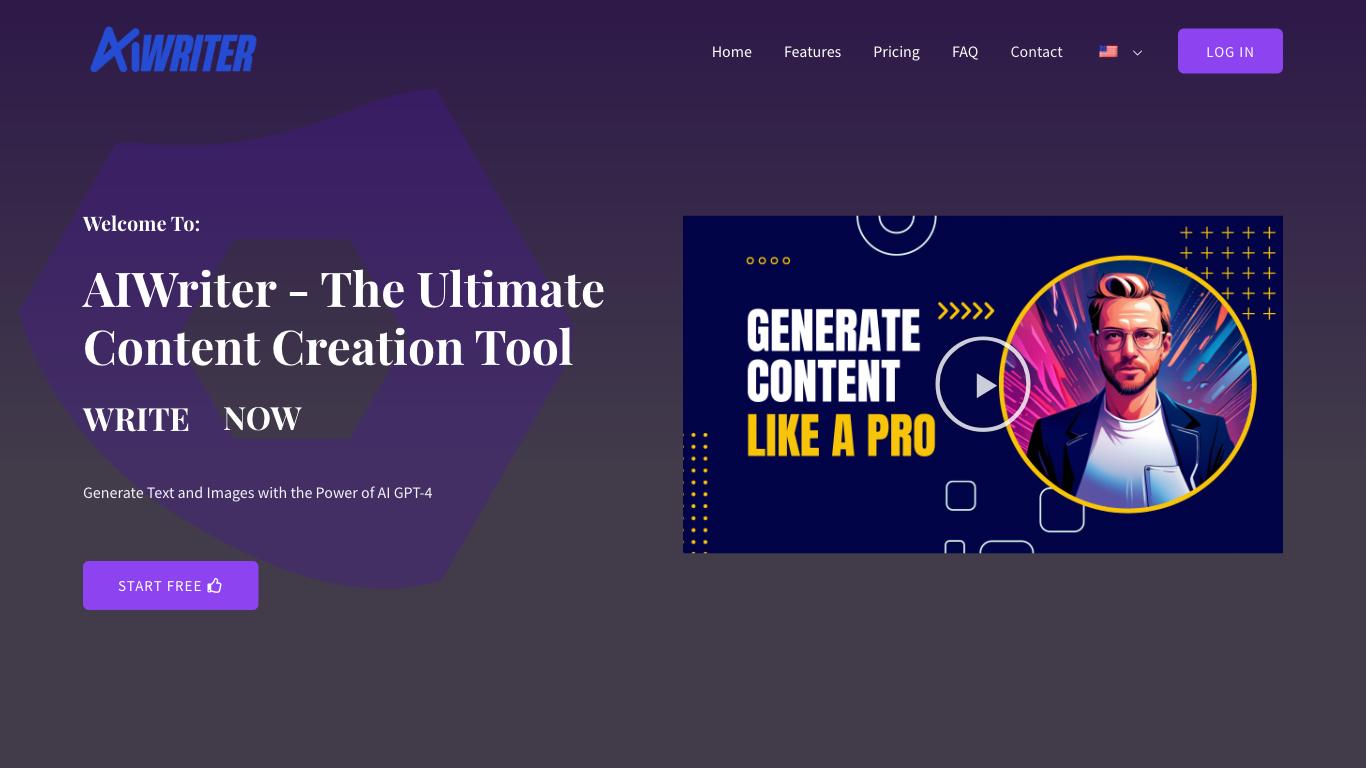 AIWRITER
Home Features Pricing FAQ Contact LOG IN
Welcome To:
AIWriter - The Ultimate
Content Creation Tool
WRITE NOW
Generate Text and Images with the Power of AI GPT-4
START FREE
GENERATE
CONTENT
LIKE A PRO